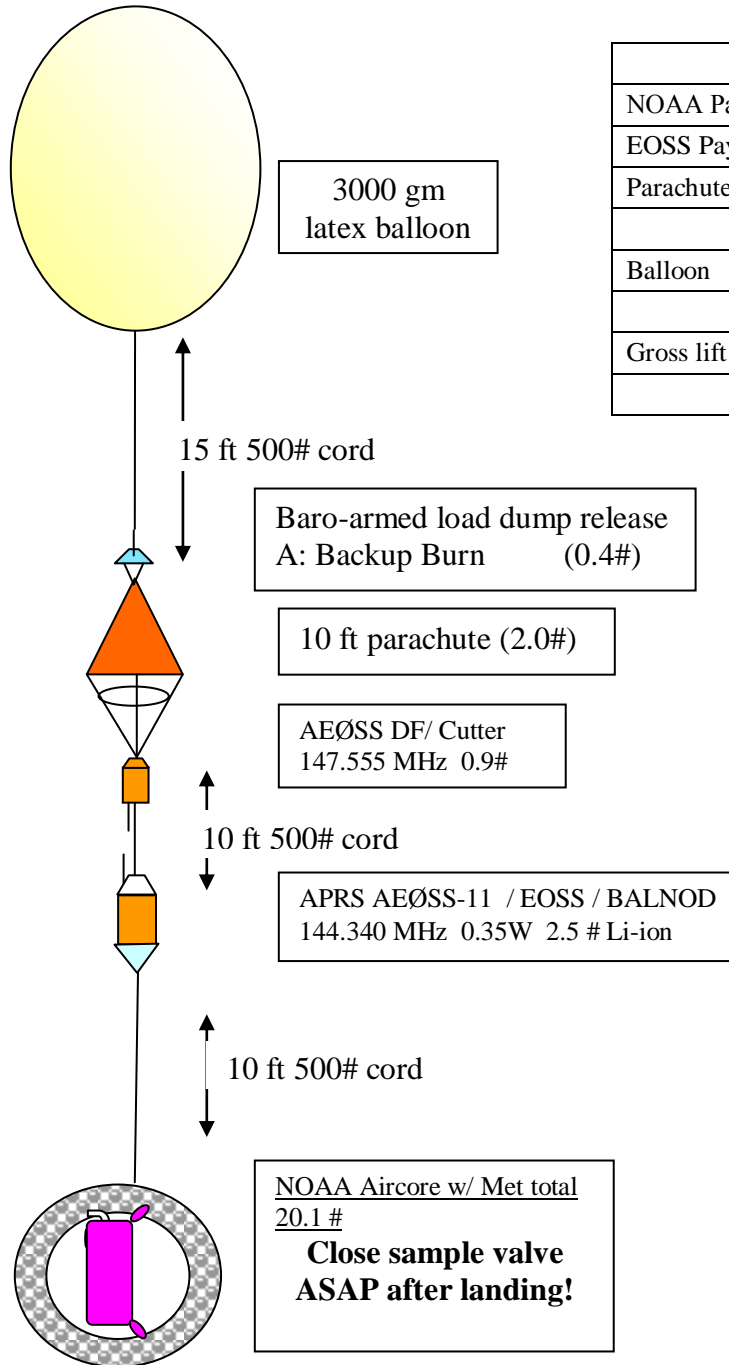 3000 gm
latex balloon
NOAA
EOSS
Parachute
Balloon
Gross lift
15 ft 500# cord
Baro-armed load dump release
A: Backup Burn (0.4#)
10 ft parachute (2.0#)
AEØSS DF/ Cutter
147.555 MHz 0.9#
10 ft 500# cord
APRS AEØSS-11 / EOSS / BALNOD
144.340 MHz 0.35W 2.5 # Li-ion
10 ft 500# cord
NOAA Aircore w/ Met total
20.1 #
Close sample valve
ASAP after landing!